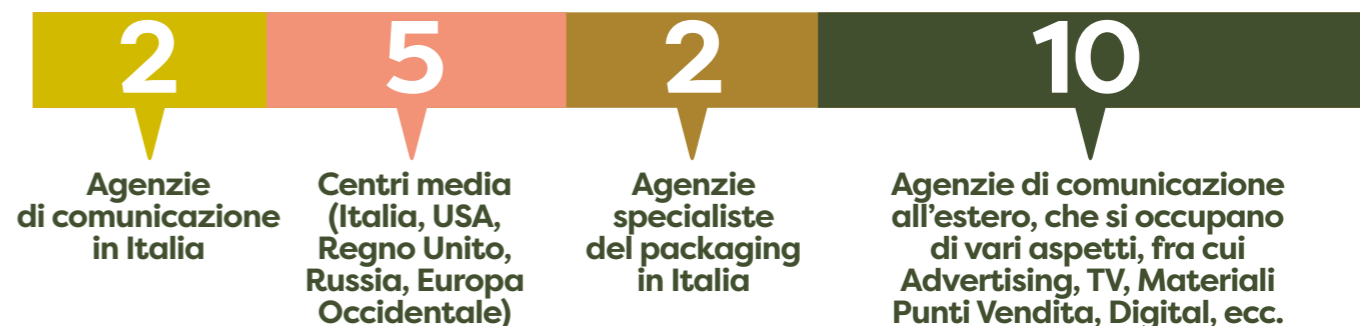 2
Agenzie
di comunicazione
in Italia
5
Centri media
(Italia, USA,
Regno Unito,
Russia, Europa
Occidentale)
2
Agenzie
specialiste
del packaging
in Italia
10
Agenzie di comunicazione
all’estero, che si occupano
di vari aspetti, fra cui
Advertising, TV, Materiali
Punti Vendita, Digital, ecc.